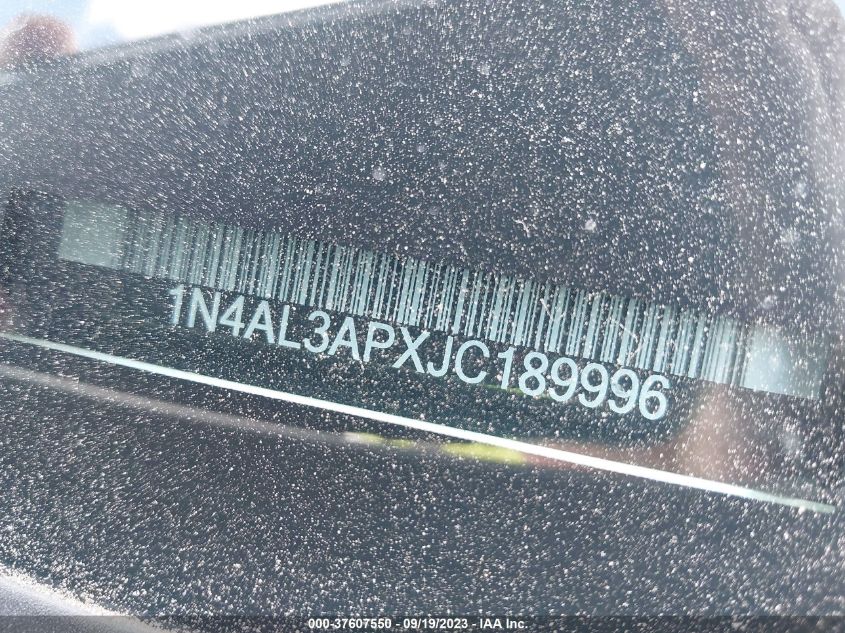 1N4AL3APXJC189996
000-37607550 - 09/19/2023 - © IAA, Inc.